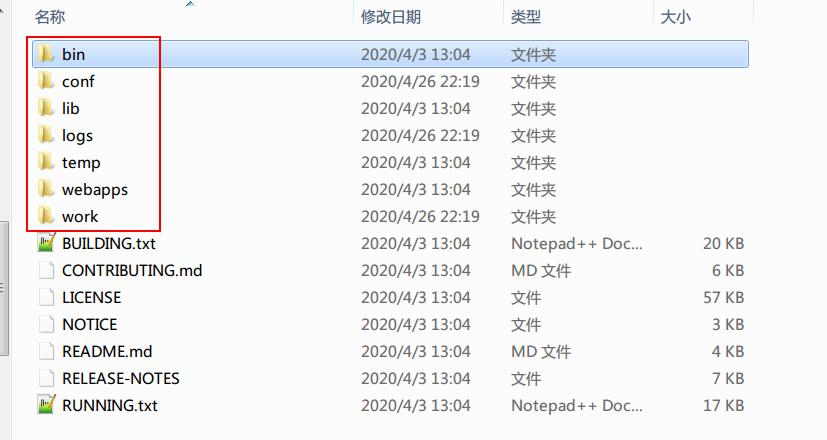 名称 修改日期 类型 大小
bin 2020/4/3 13:04 文件夹
conf 2020/4/26 22:19 文件夹
lib 2020/4/3 13:04 文件夹
logs 2020/4/26 22:19 文件夹
temp 2020/4/3 13:04 文件夹
webapps 2020/4/3 13:04 文件夹
work 2020/4/26 22:19 文件夹
BUILDING.txt 2020/4/3 13:04 Notepad++ Doc... 20 KB
CONTRIBUTING.md 2020/4/3 13:04 MD 文件 6 KB
LICENSE 2020/4/3 13:04 文件 57 KB
NOTICE 2020/4/3 13:04 文件 3 KB
README.md 2020/4/3 13:04 MD 文件 4 KB
RELEASE-NOTES 2020/4/3 13:04 文件 7 KB
RUNNING.txt 2020/4/3 13:04 Notepad++ Doc... 17 KB